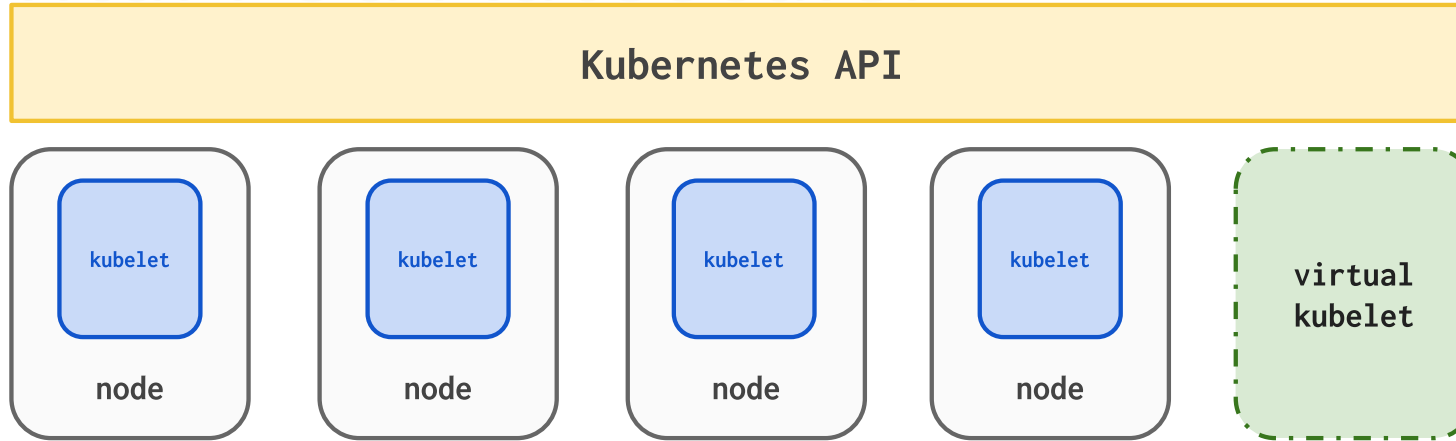 Kubernetes API
kubelet
node
kubelet
node
kubelet
node
kubelet
node
virtual
kubelet